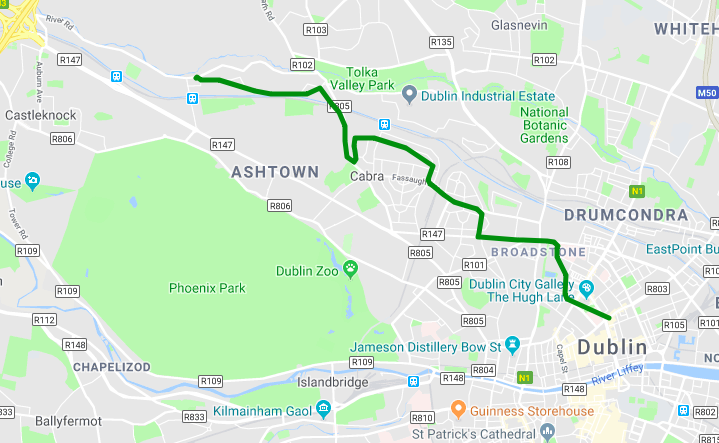 3
River Rd
R147
Auburn Ave
Castleknock
R806
College Rd
use
Tower Rd
R109
R109
R112
R148
CHAPELIZOD
Ballyfermot
R833
R103
R135
Glasnevin
WHITEH
R102
R102
Tolka
Valley Park
R805
Dublin Industrial Estate
M50
National
Botanic
Gardens
R147
ASHTOWN
R806
Cabra
Fassaugh
R108
N1
DRUMCONDRA
R147
R805
BROADSTONE
EastPoint Bu
R101
Dublin Zoo
Phoenix Park
R805
Dublin City Gallery
The Hugh Lane
R803
R805
R105
R101
Jameson Distillery Bow St
Capel St
Dublin
R109
R109
R804
R148
N1
R148
River Liffey
NO
Islandbridge
Kilmainham Gaol
R833
R810
Guinness Storehouse
St Patrick's Cathedral
R802